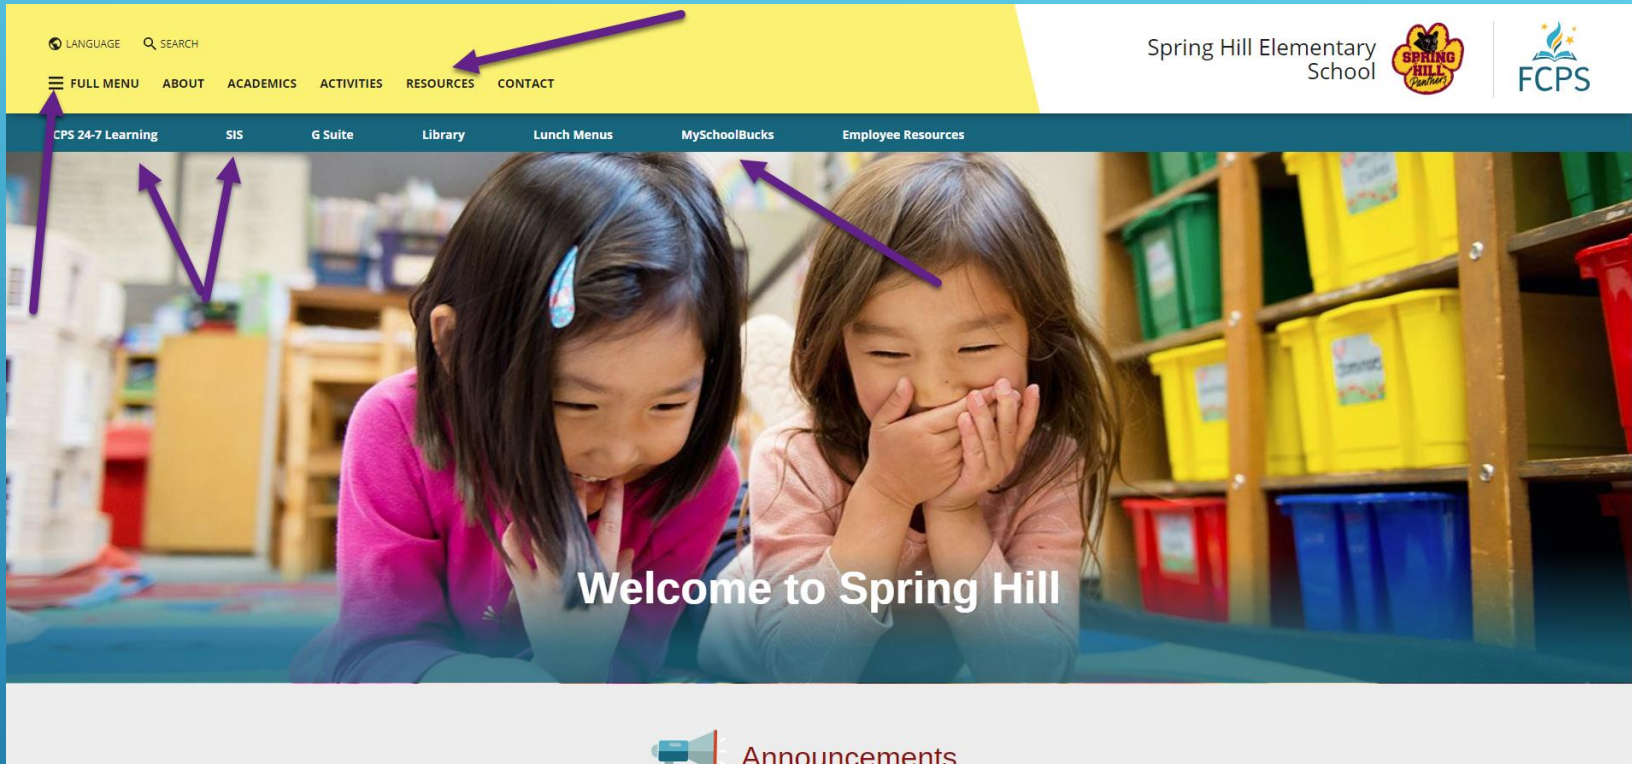 LANGUAGE SEARCH
FULL MENU ABOUT ACADEMICS ACTIVITIES RESOURCES CONTACT
Spring Hill Elementary
School
SPRING
HILL
Panthers
FCPS
CPS 24-7 Learning SIS G Suite Library Lunch Menus MySchoolBucks Employee Resources
Welcome to Spring Hill
Announcements